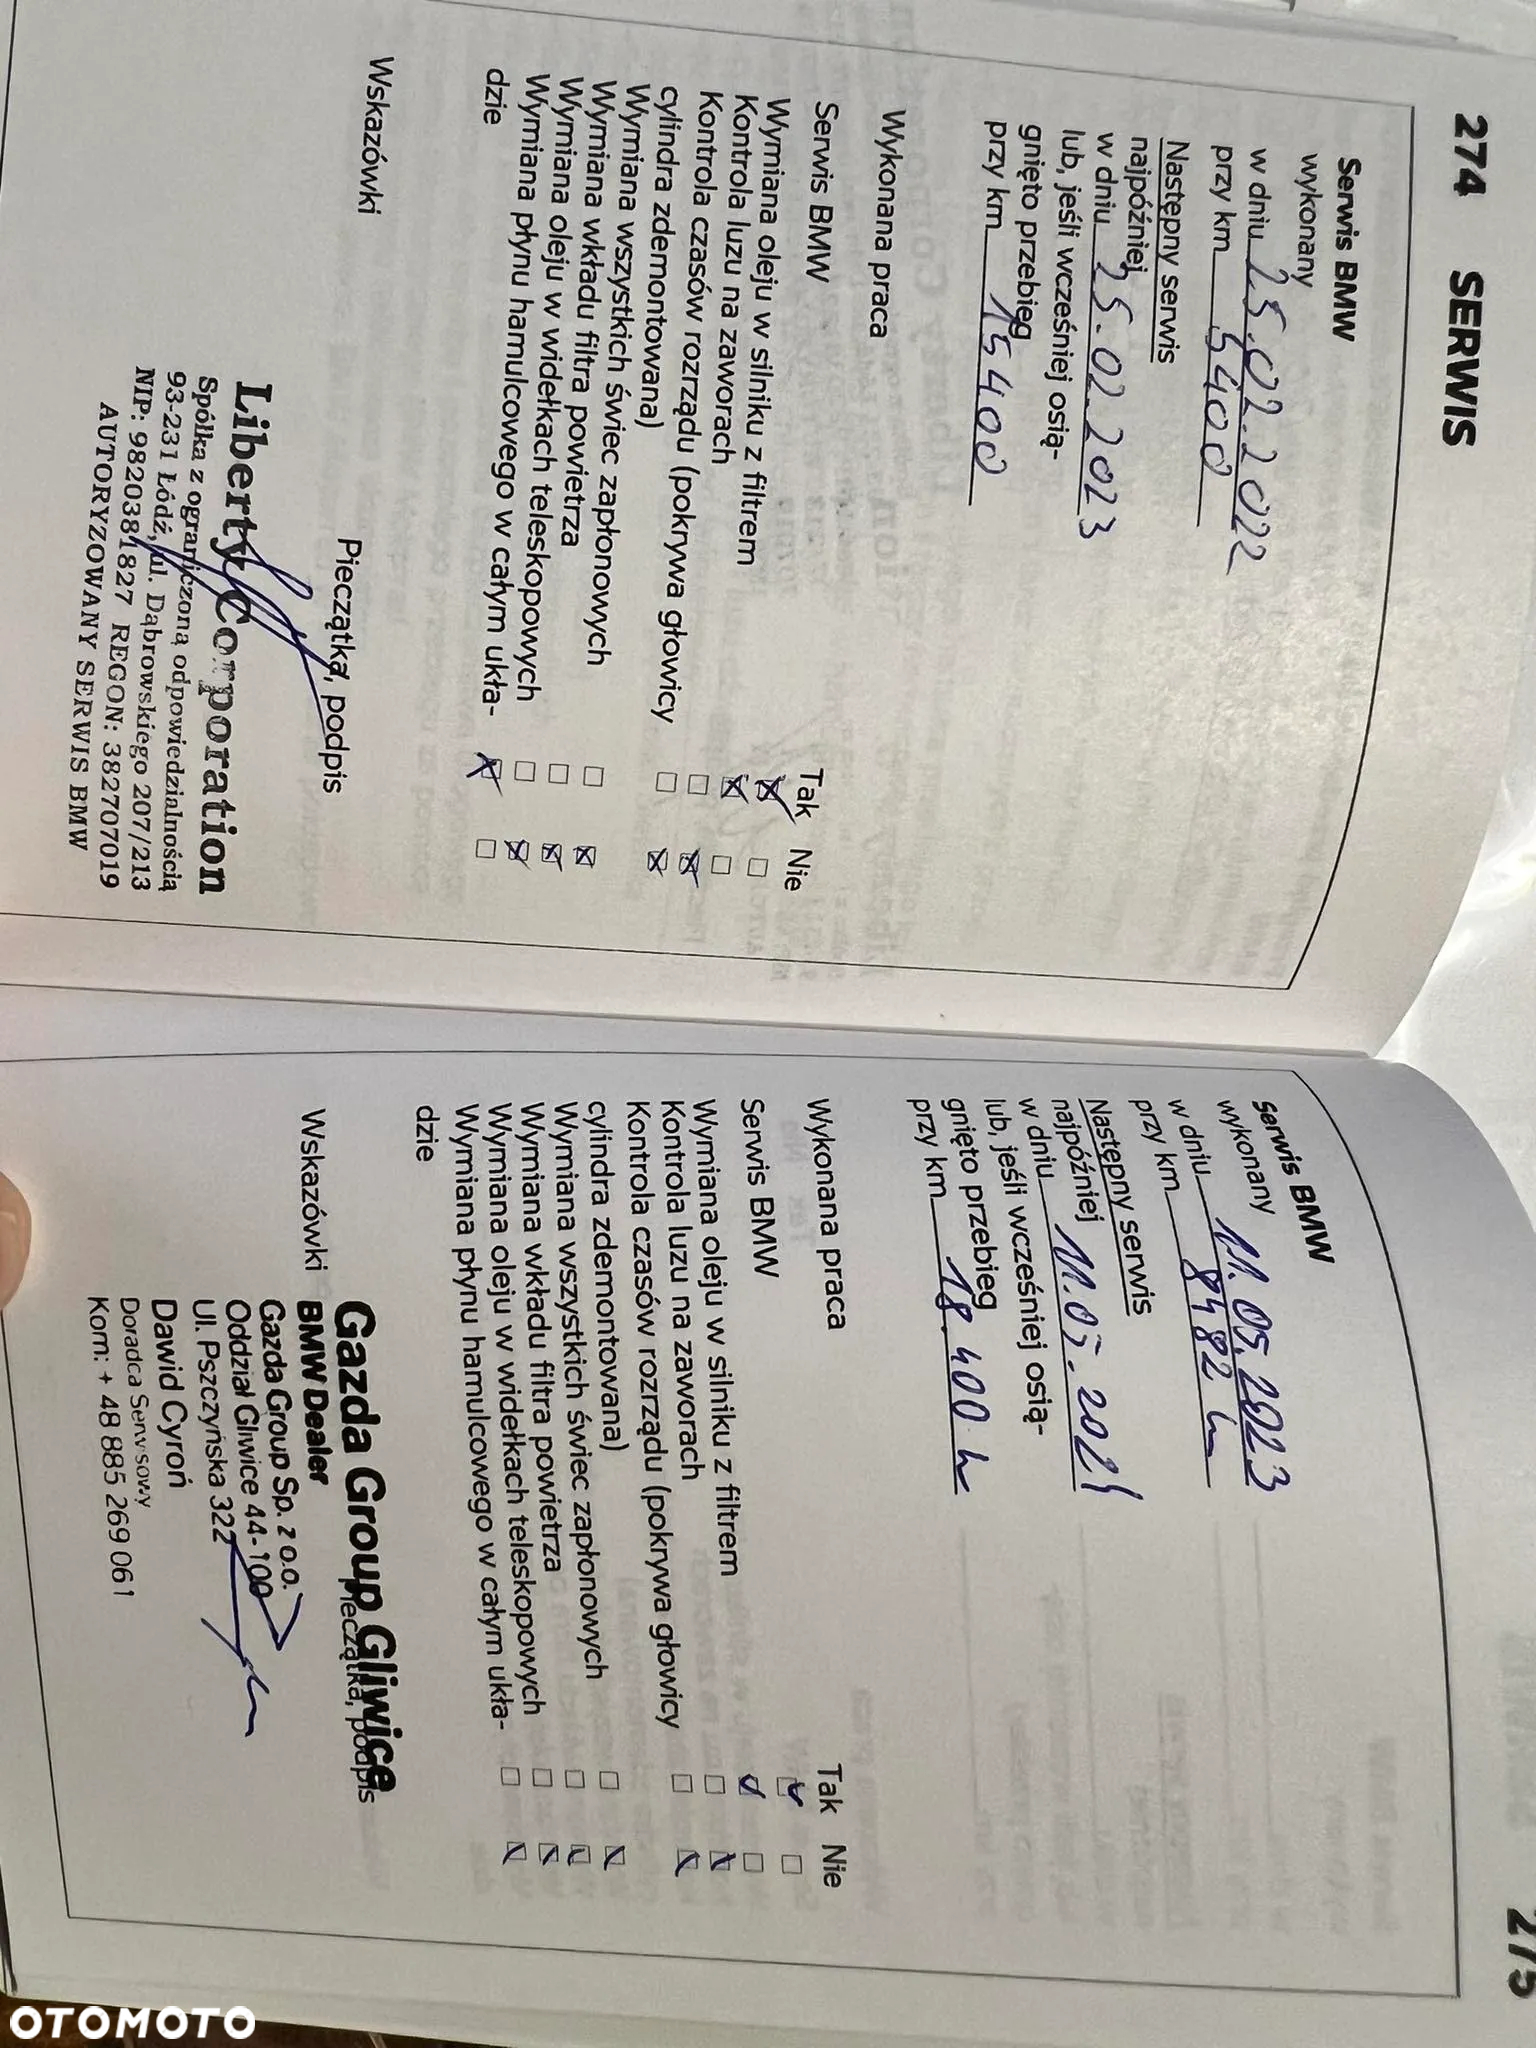 274 SERWIS
Serwis BMW
wykonany
w dniu 25.02.2022
przy km 5400
Następny serwis
najpóźniej
w dniu 25.02.2023
lub, jeśli wcześniej osią-
gnięto przebieg
przy km 15400
Wykonana praca
Tak Nie
Serwis BMW
Wymiana oleju w silniku z filtrem
Kontrola luzu na zaworach
Kontrola czasów rozrządu (pokrywa głowicy
cylindra zdemontowana)
Wymiana wszystkich świec zapłonowych
Wymiana wkładu filtra powietrza
Wymiana oleju w widełkach teleskopowych
Wymiana płynu hamulcowego w całym ukła-
dzie
Wskazówki
Pieczątka, podpis
Liberty Corporation
Spółka z ograniczoną odpowiedzialnością
93-231 Łódź, ul. Dąbrowskiego 207/213
NIP: 9820381827 REGON: 382707019
AUTORYZOWANY SERWIS BMW
275
Serwis BMW
wykonany
w dniu 11.05.2023
przy km 8482 km
Następny serwis
najpóźniej
w dniu 11.05.2024
lub, jeśli wcześniej osią-
gnięto przebieg
przy km 18.400 km
Wykonana praca
Tak Nie
Serwis BMW
Wymiana oleju w silniku z filtrem
Kontrola luzu na zaworach
Kontrola czasów rozrządu (pokrywa głowicy
cylindra zdemontowana)
Wymiana wszystkich świec zapłonowych
Wymiana wkładu filtra powietrza
Wymiana oleju w widełkach teleskopowych
Wymiana płynu hamulcowego w całym ukła-
dzie
Wskazówki
Pieczątka, podpis
Gazda Group Gliwice
BMW Dealer
Gazda Group Sp. z o.o.
Oddział Gliwice 44-100
Ul. Pszczyńska 322
Dawid Cyroń
Doradca Serwisowy
Kom: + 48 885 269 061
OTOMOTO